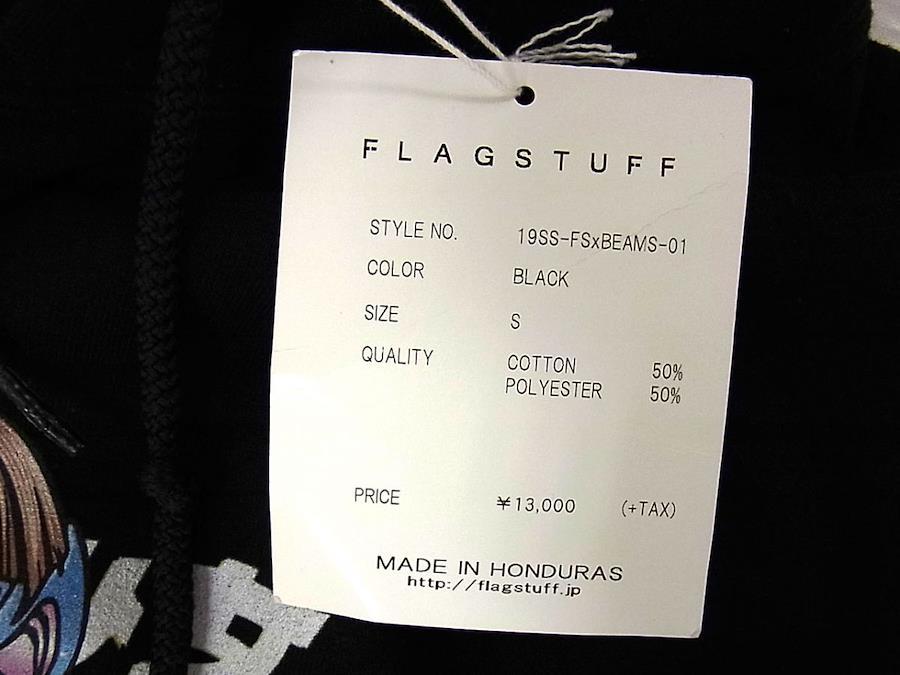 FLAGSTUFF
STYLE NO. 19SS-FSxBEAMS-01
COLOR BLACK
SIZE S
QUALITY COTTON 50%
POLYESTER 50%
PRICE ¥13,000 (+TAX)
MADE IN HONDURAS
http://flagstuff.jp